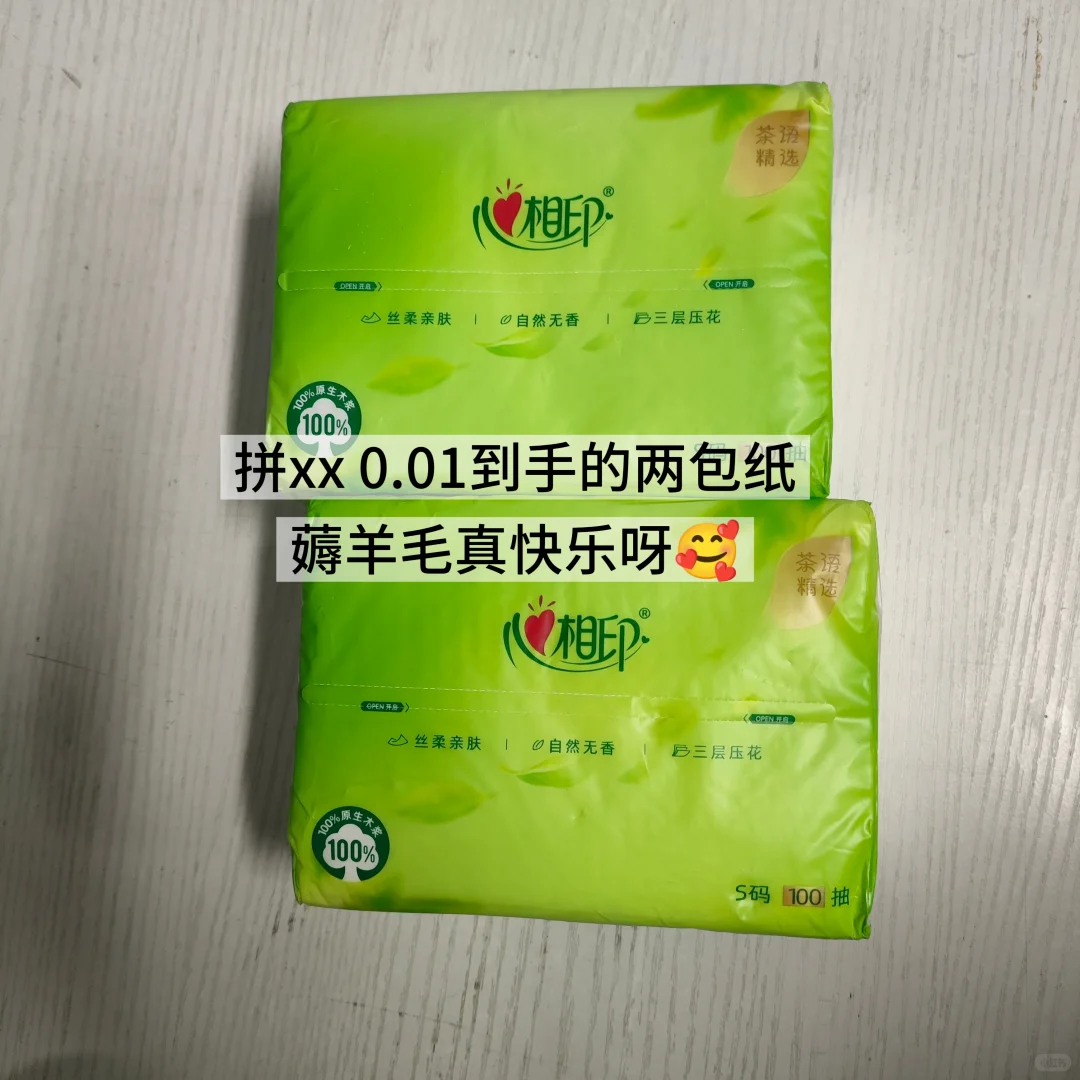 茶语
精选
心相印®
OPEN 开启
OPEN 开启
丝柔亲肤 | 自然无香 | 三层压花
100%原生木浆
100%
拼xx 0.01到手的两包纸
薅羊毛真快乐呀🥰
茶语
精选
心相印®
OPEN 开启
OPEN 开启
丝柔亲肤 | 自然无香 | 三层压花
100%原生木浆
100%
S码 100 抽
小红书